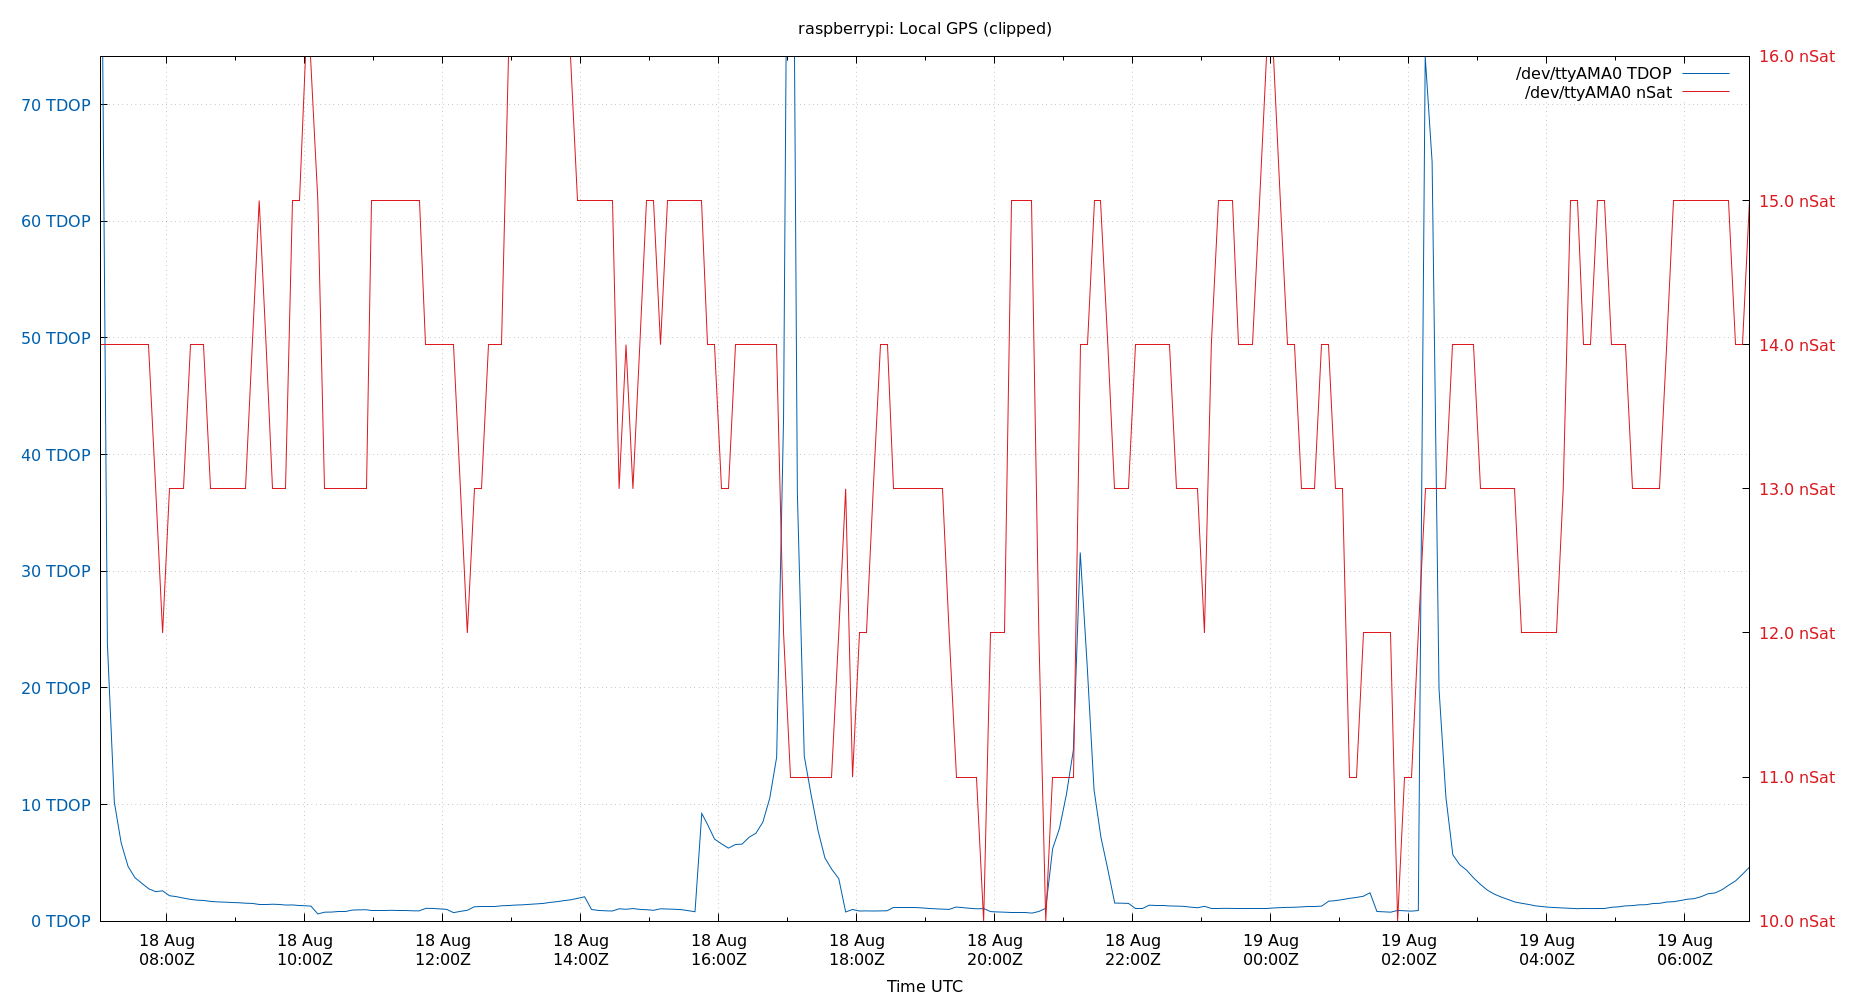 raspberrypi: Local GPS (clipped)
/dev/ttyAMA0 TDOP
/dev/ttyAMA0 nSat
70 TDOP
60 TDOP
50 TDOP
40 TDOP
30 TDOP
20 TDOP
10 TDOP
0 TDOP
16.0 nSat
15.0 nSat
14.0 nSat
13.0 nSat
12.0 nSat
11.0 nSat
10.0 nSat
18 Aug
08:00Z
18 Aug
10:00Z
18 Aug
12:00Z
18 Aug
14:00Z
18 Aug
16:00Z
18 Aug
18:00Z
18 Aug
20:00Z
18 Aug
22:00Z
19 Aug
00:00Z
19 Aug
02:00Z
19 Aug
04:00Z
19 Aug
06:00Z
Time UTC